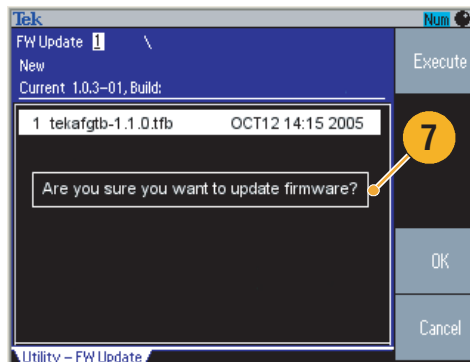 Tek
Num
FW Update 1 \
New
Current 1.0.3-01, Build:
Execute
1 tekafgtb-1.1.0.tfb OCT12 14:15 2005
7
Are you sure you want to update firmware?
OK
Cancel
Utility - FW Update